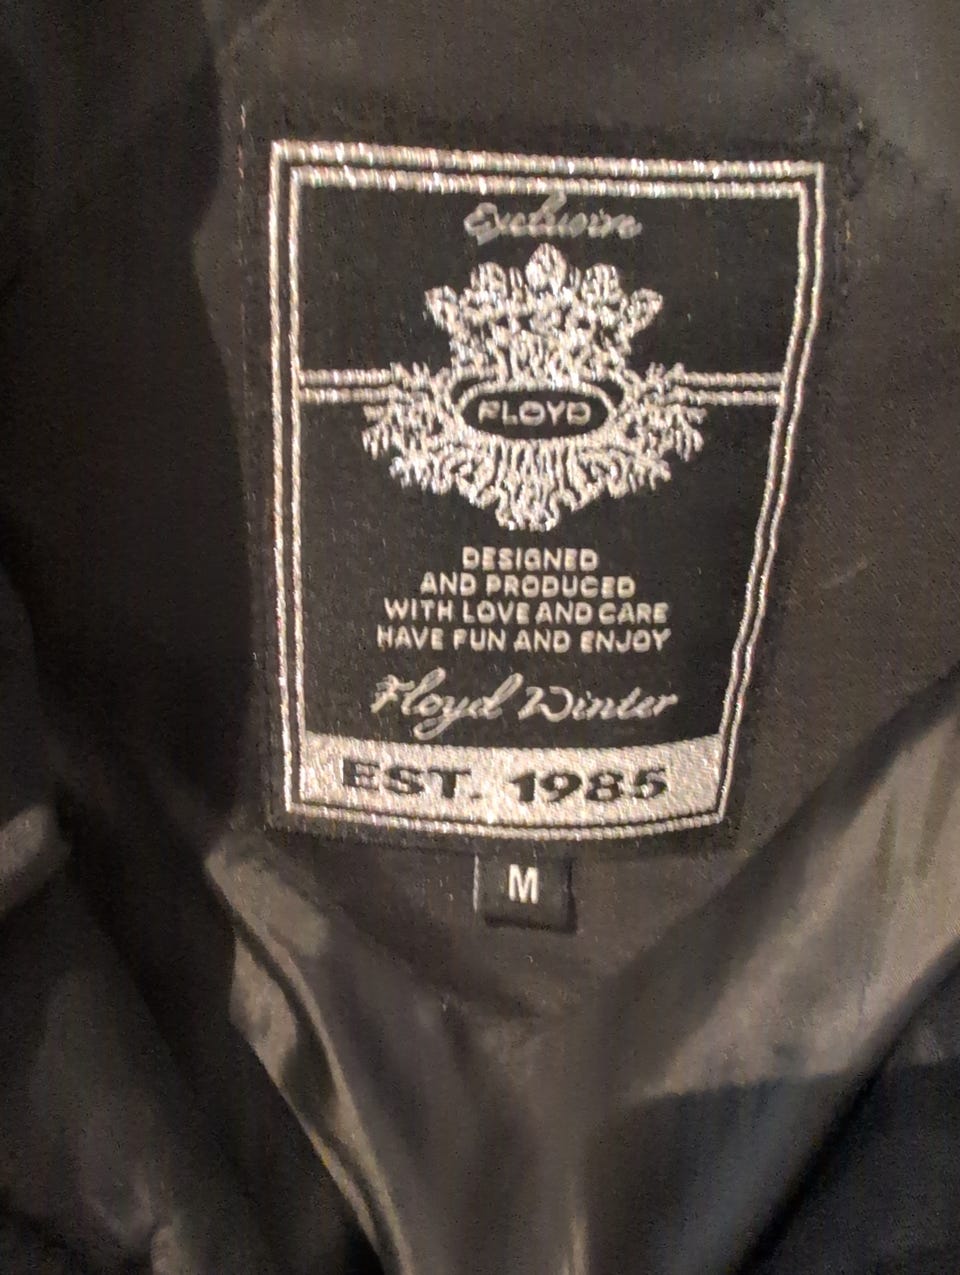 Exclusive
FLOYD
DESIGNED
AND PRODUCED
WITH LOVE AND CARE
HAVE FUN AND ENJOY
Floyd Winter
EST. 1985
M